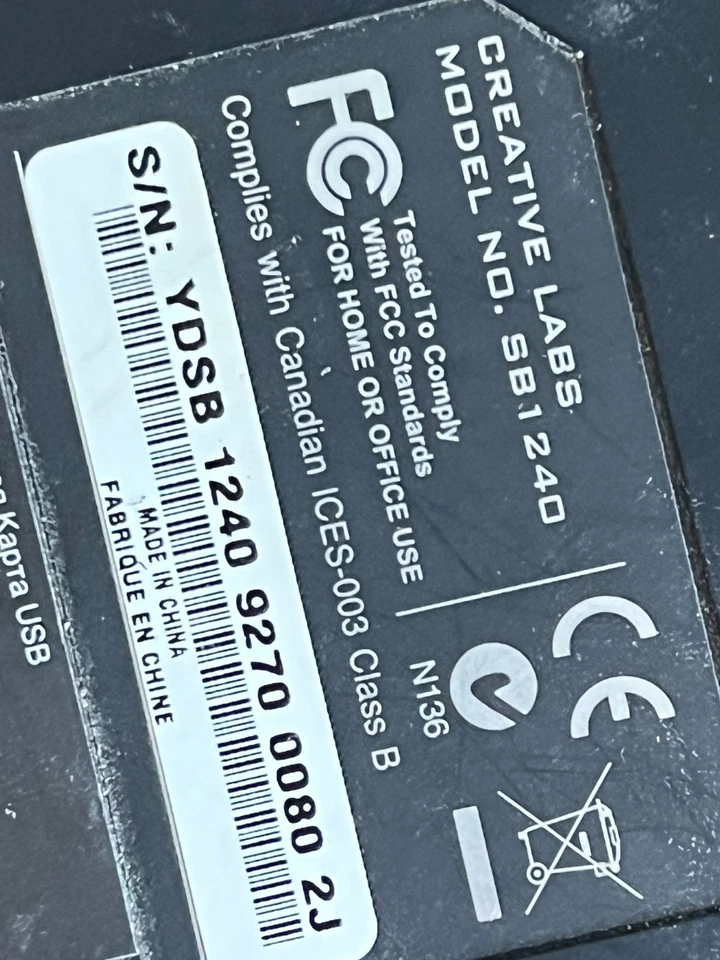 CREATIVE LABS
MODEL NO. SB1240
FC
Tested To Comply
With FCC Standards
FOR HOME OR OFFICE USE
Complies with Canadian ICES-003 Class B
CE
N136
S/N: YDSB 1240 9270 0080 2J
MADE IN CHINA
FABRIQUE EN CHINE
Карта USB